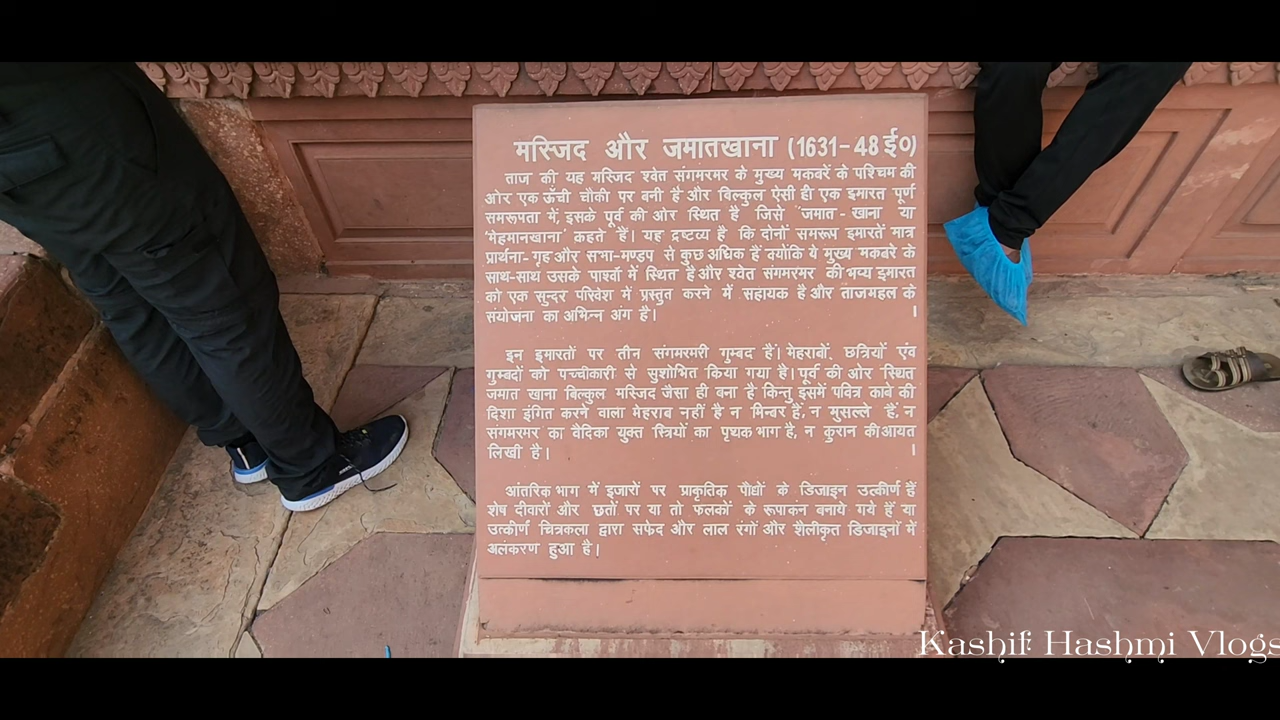 मस्जिद और जमातखाना (1631-48 ई०)
ताज की यह मस्जिद श्वेत संगमरमर के मुख्य मकबरे के पश्चिम की
ओर एक ऊँची चौकी पर बनी है और बिल्कुल ऐसी ही एक इमारत पूर्ण
समरूपता में, इसके पूर्व की ओर स्थित है जिसे 'जमात - खाना या
'मेहमानखाना' कहते हैं। यह द्रष्टव्य है कि दोनों समरूप इमारतें मात्र
प्रार्थना-गृह और सभा-मण्डप से कुछ अधिक हैं क्योंकि ये मुख्य मकबरे के
साथ-साथ उसके पार्श्वों में स्थित है और श्वेत संगमरमर की भव्य इमारत
को एक सुन्दर परिवेश में प्रस्तुत करने में सहायक है और ताजमहल के
संयोजना का अभिन्न अंग है।
इन इमारतों पर तीन संगमरमरी गुम्बद हैं। मेहराबों, छत्रियों एंव
गुम्बदों को पच्चीकारी से सुशोभित किया गया है। पूर्व की ओर स्थित
जमात खाना बिल्कुल मस्जिद जैसा ही बना है किन्तु इसमें पवित्र काबे की
दिशा इंगित करने वाला मेहराब नहीं है न मिन्बर हैं, न मुसल्ले हैं, न
संगमरमर का वैदिका युक्त स्त्रियों का पृथक भाग है, न कुरान की आयत
लिखी है।
आंतरिक भाग में इजारों पर प्राकृतिक पौधों के डिजाइन उत्कीर्ण हैं
शेष दीवारों और छतों पर या तो फलकों के रूपाकन बनाये गये हैं या
उत्कीर्ण चित्रकला द्वारा सफेद और लाल रंगों और शैलीकृत डिजाइनों में
अलंकरण हुआ है।
Kashif Hashmi Vlogs